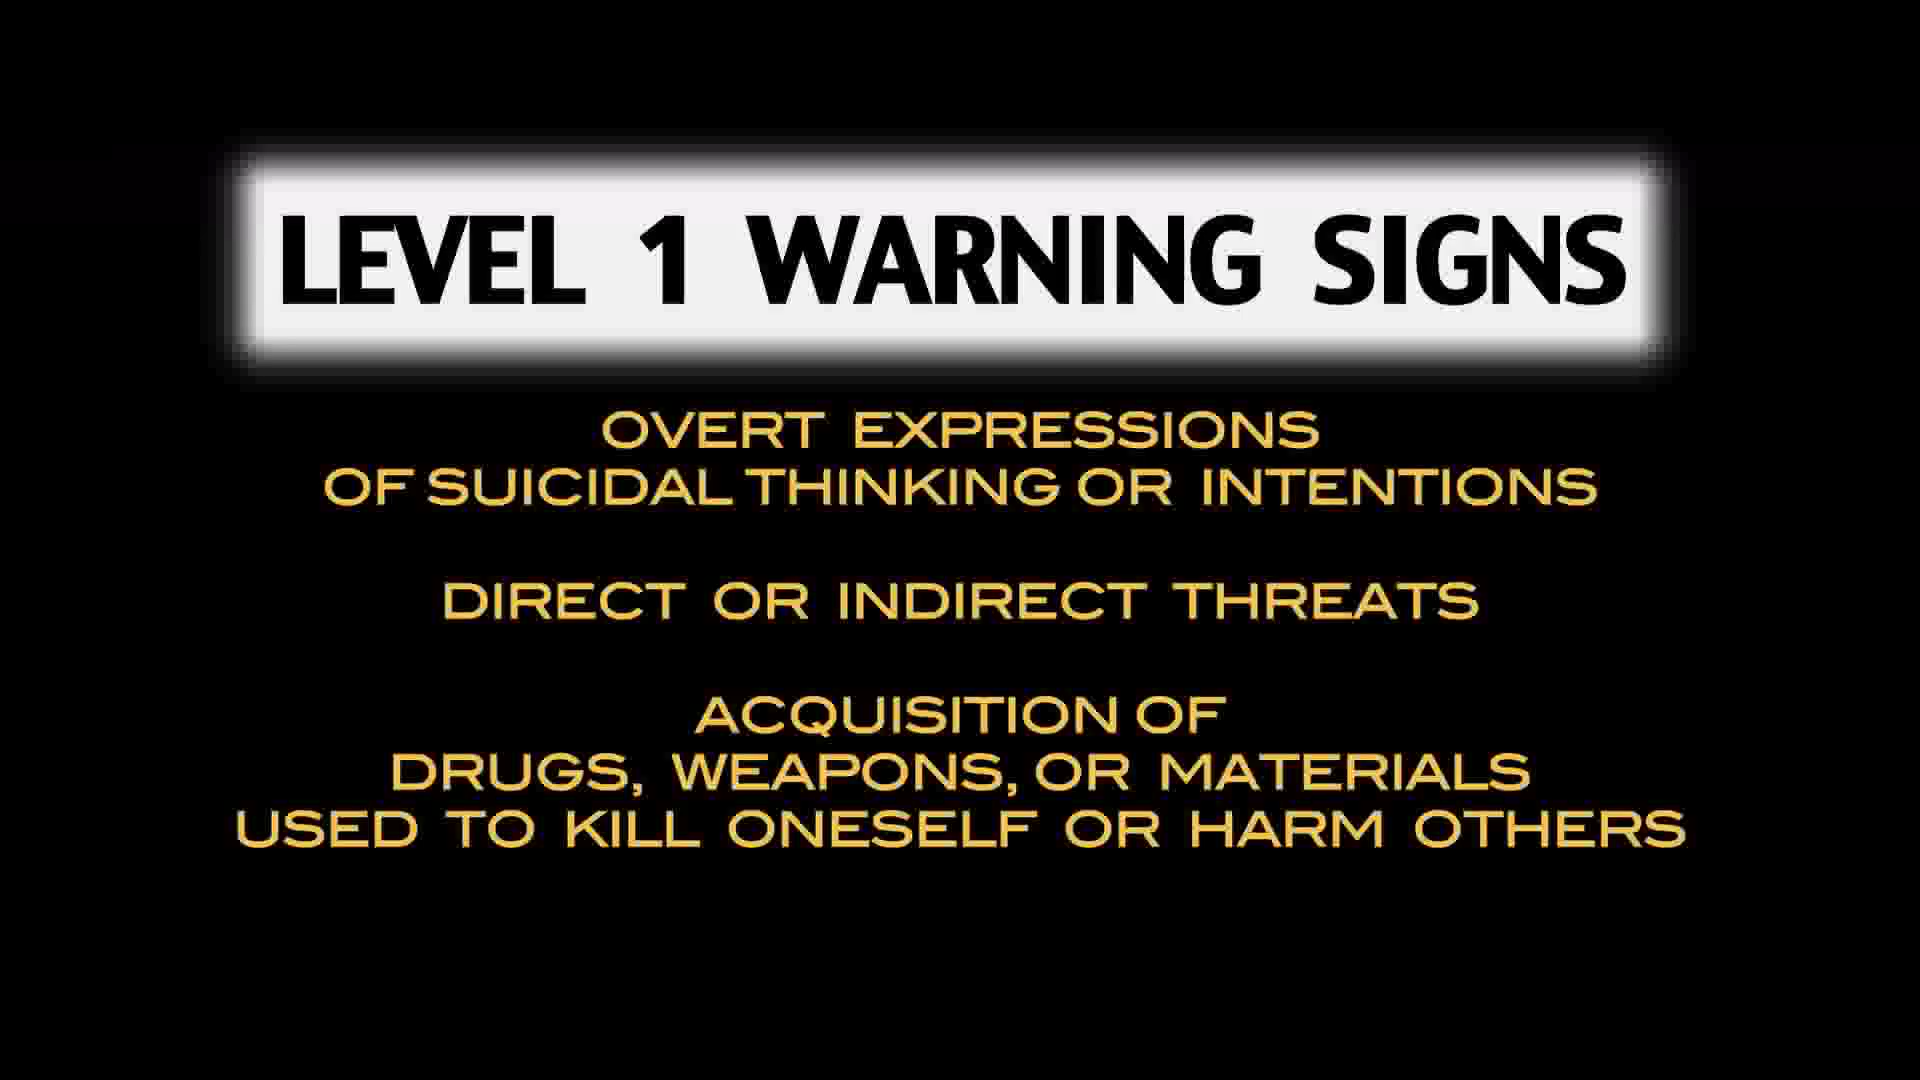 LEVEL 1 WARNING SIGNS
OVERT EXPRESSIONS
OF SUICIDAL THINKING OR INTENTIONS
DIRECT OR INDIRECT THREATS
ACQUISITION OF
DRUGS, WEAPONS, OR MATERIALS
USED TO KILL ONESELF OR HARM OTHERS